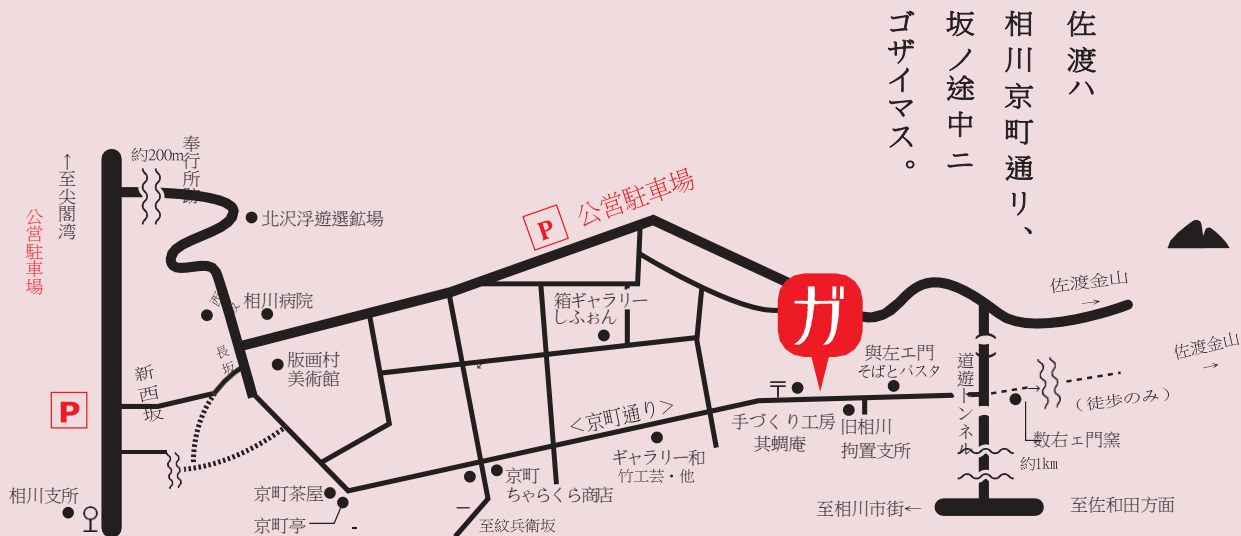 佐渡ハ
相川京町通リ、
坂ノ途中ニ
ゴザイマス。
↑至尖閣湾
公営駐車場
約200m
奉行所跡
北沢浮遊選鉱場
P
公営駐車場
相川病院
長坂
版画村
美術館
新西坂
P
相川支所
箱ギャラリー
しふぉん
ガ
佐渡金山
→
佐渡金山
→
與左エ門
そばとパスタ
道遊トンネル
(徒歩のみ)
<京町通り>
手づくり工房
其蜩庵
旧相川
拘置支所
数右ェ門窯
約1km
ギャラリー和
竹工芸・他
京町
ちゃらくら商店
京町茶屋
京町亭
至紋兵衛坂
至相川市街←
至佐和田方面